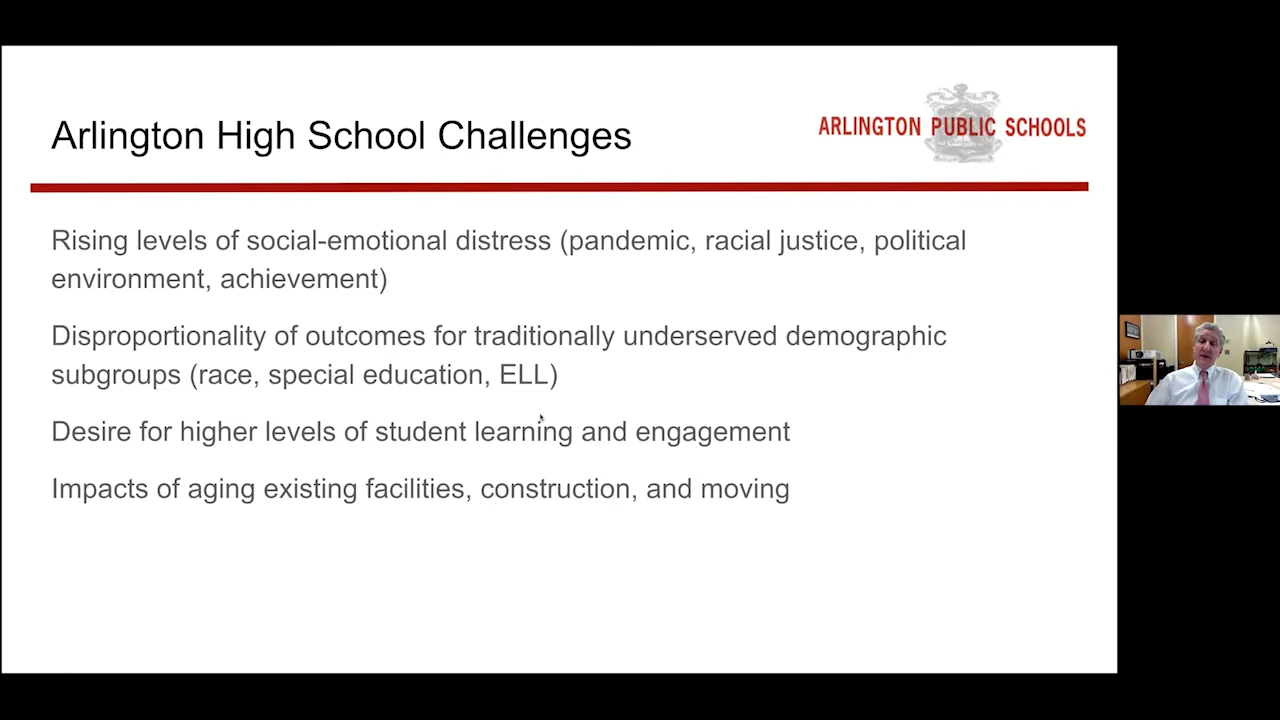 Arlington High School Challenges
ARLINGTON PUBLIC SCHOOLS
Rising levels of social-emotional distress (pandemic, racial justice, political
environment, achievement)
Disproportionality of outcomes for traditionally underserved demographic
subgroups (race, special education, ELL)
Desire for higher levels of student learning and engagement
Impacts of aging existing facilities, construction, and moving